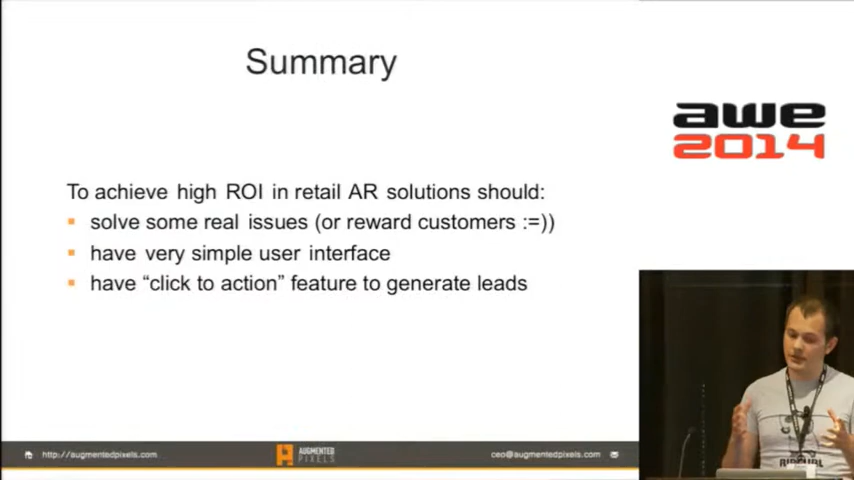 Summary
awe
2014
To achieve high ROI in retail AR solutions should:
solve some real issues (or reward customers :=))
have very simple user interface
have “click to action” feature to generate leads
http://augmentedpixels.com
AUGMENTED
PIXELS
ceo@augmentedpixels.com
RIP CURL